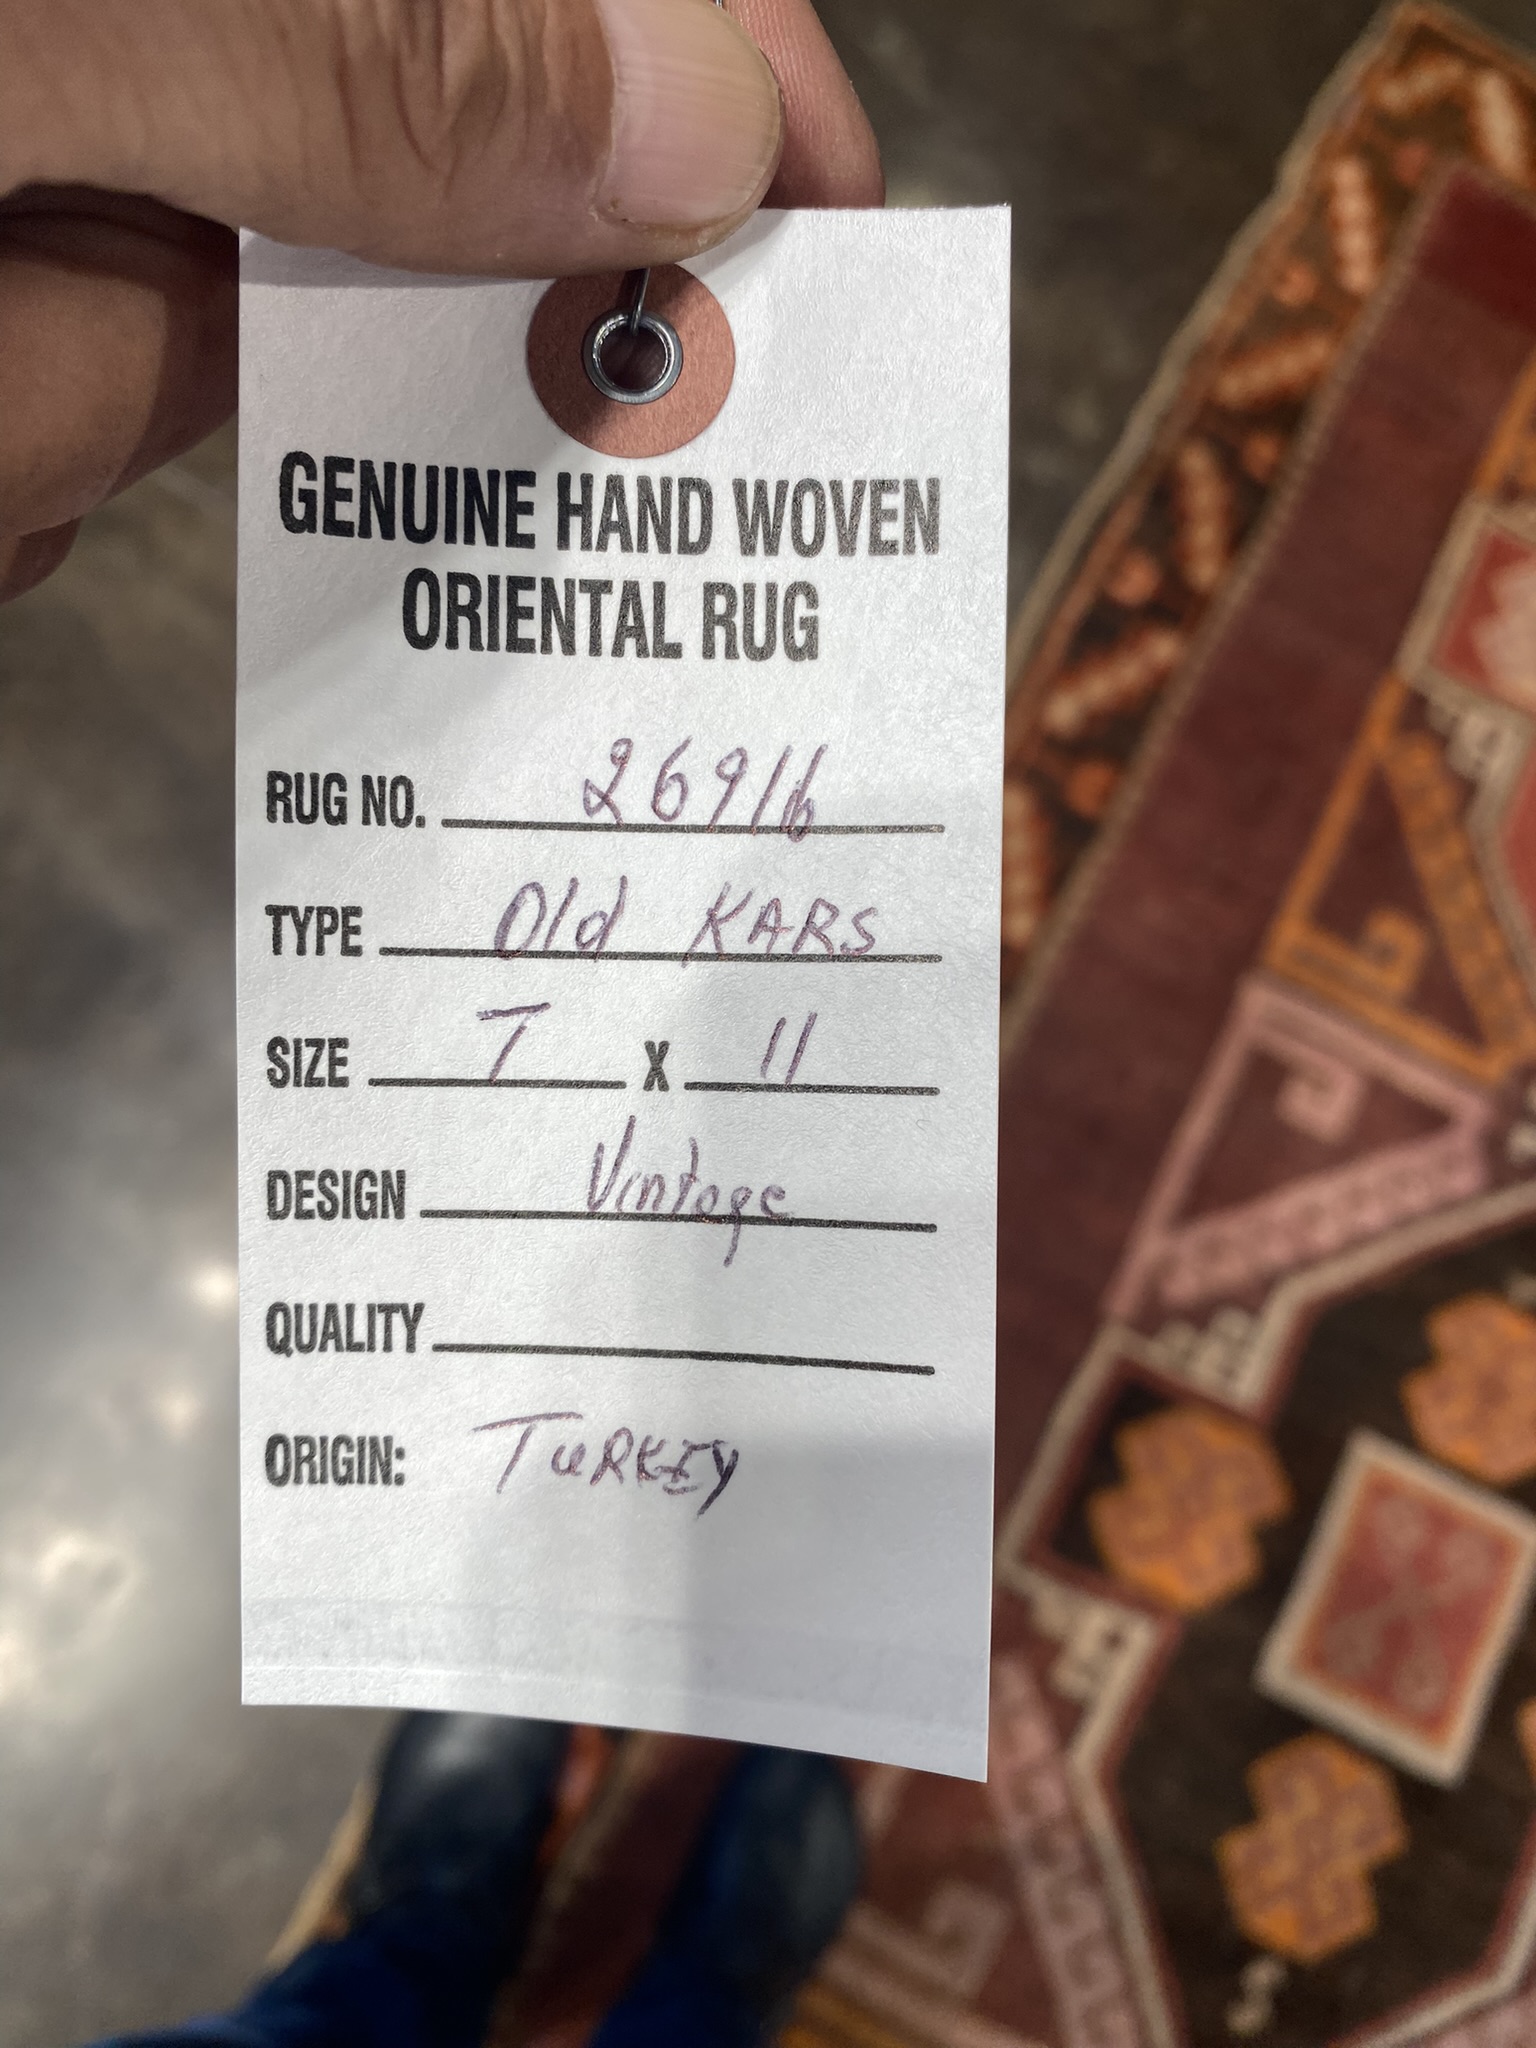 GENUINE HAND WOVEN
ORIENTAL RUG
RUG NO. 26916
TYPE Old KARS
SIZE 7 X 11
DESIGN Vintage
QUALITY
ORIGIN: TURKEY